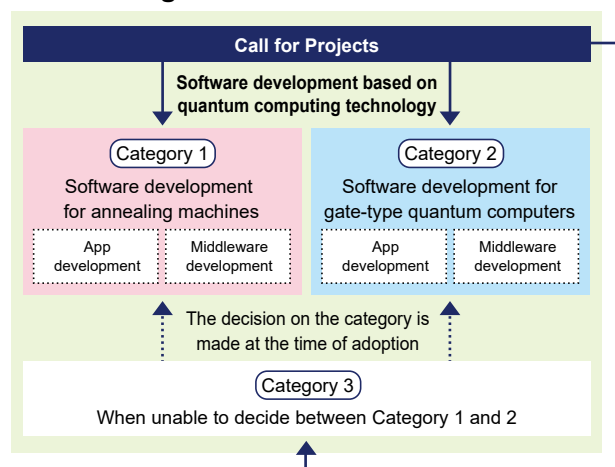 Call for Projects
Software development based on
quantum computing technology
Category 1
Software development
for annealing machines
App
development
Middleware
development
Category 2
Software development for
gate-type quantum computers
App
development
Middleware
development
The decision on the category is
made at the time of adoption
Category 3
When unable to decide between Category 1 and 2